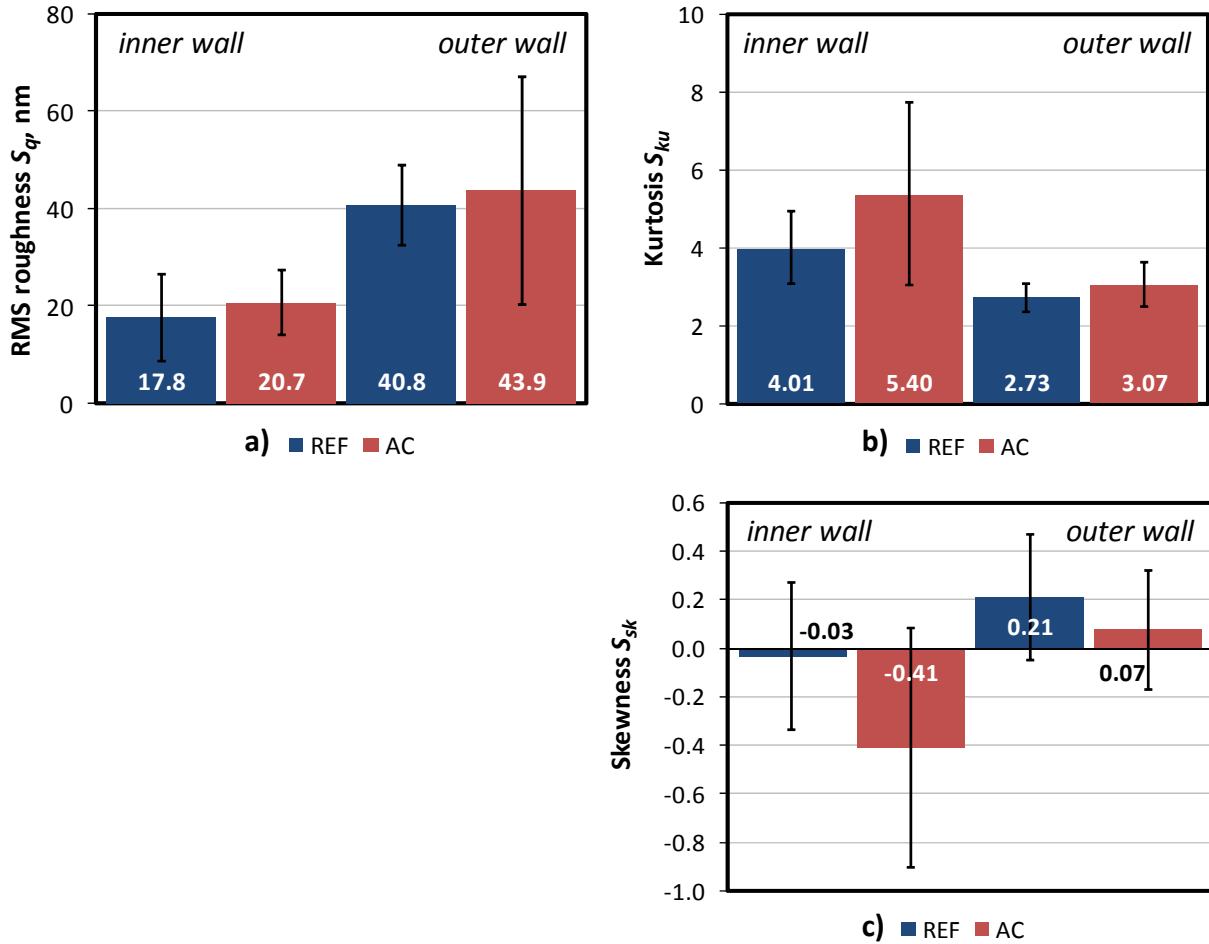 RMS roughness Sq, nm
80
60
40
20
0
inner wall
outer wall
17.8
20.7
40.8
43.9
a)
REF
AC
Kurtosis Sku
10
8
6
4
2
0
inner wall
outer wall
4.01
5.40
2.73
3.07
b)
REF
AC
Skewness Ssk
0.6
0.4
0.2
0.0
-0.2
-0.4
-0.6
-0.8
-1.0
inner wall
outer wall
-0.03
-0.41
0.21
0.07
c)
REF
AC